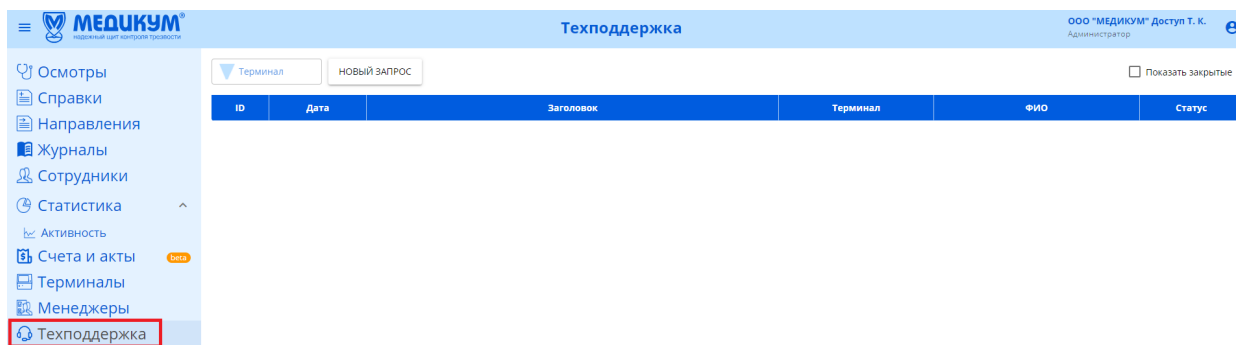 МЕДИКУМ®
надежный щит контроля трезвости
Техподдержка
ООО "МЕДИКУМ" Доступ Т. К.
Администратор
Осмотры
Справки
Направления
Журналы
Сотрудники
Статистика
Активность
Счета и акты beta
Терминалы
Менеджеры
Техподдержка
Терминал НОВЫЙ ЗАПРОС Показать закрытые
ID Дата Заголовок Терминал ФИО Статус